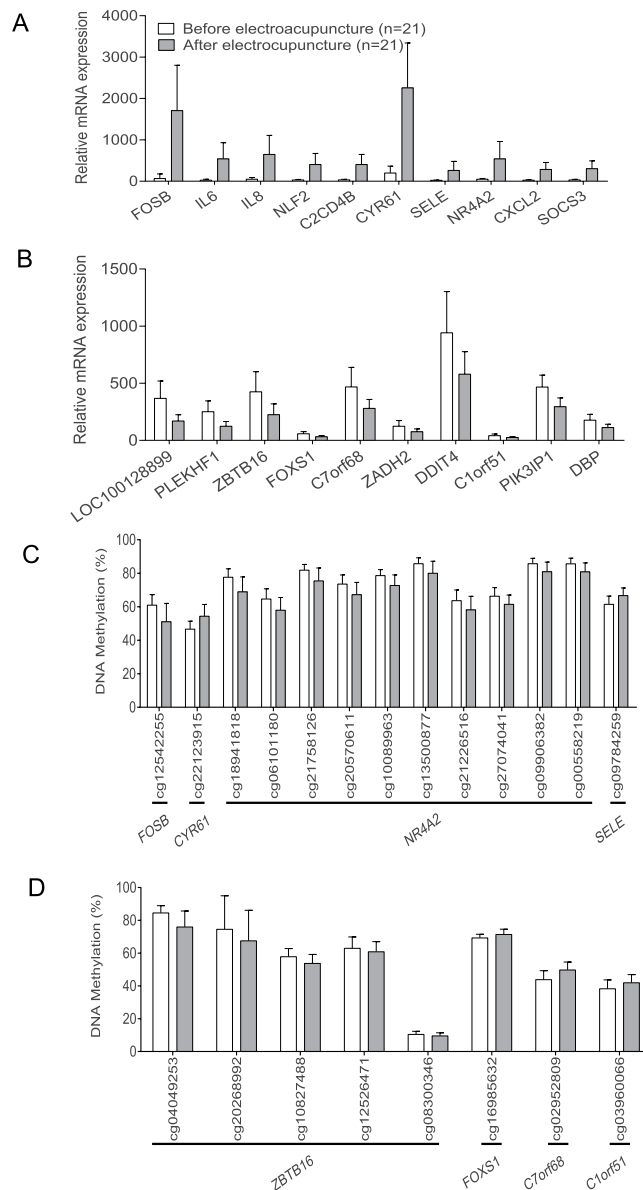 A
Before electroacupuncture (n=21)
After electrocupuncture (n=21)
Relative mRNA expression
4000
3000
2000
1000
0
FOSB
IL6
IL8
NLF2
C2CD4B
CYR61
SELE
NR4A2
CXCL2
SOCS3
B
Relative mRNA expression
1500
1000
500
0
LOC100128899
PLEKHF1
ZBTB16
FOXS1
C7orf68
ZADH2
DDIT4
C1orf51
PIK3IP1
DBP
C
DNA Methylation (%)
100
80
60
40
20
0
cg12542255
cg22123915
cg18941818
cg06101180
cg21758126
cg20570611
cg10089963
cg13500877
cg21226516
cg27074041
cg09906382
cg00558219
cg09784259
FOSB
CYR61
NR4A2
SELE
D
DNA Methylation (%)
100
80
60
40
20
0
cg04049253
cg20268992
cg10827488
cg12526471
cg08300346
cg16985632
cg02952809
cg03960066
ZBTB16
FOXS1
C7orf68
C1orf51